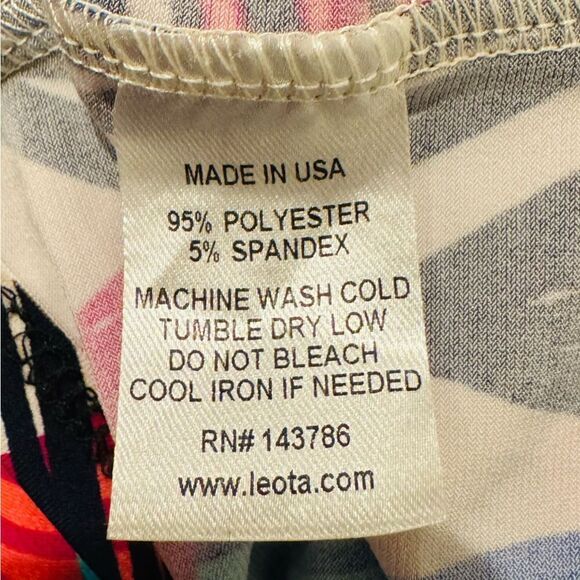 MADE IN USA
95% POLYESTER
5% SPANDEX
MACHINE WASH COLD
TUMBLE DRY LOW
DO NOT BLEACH
COOL IRON IF NEEDED
RN# 143786
www.leota.com